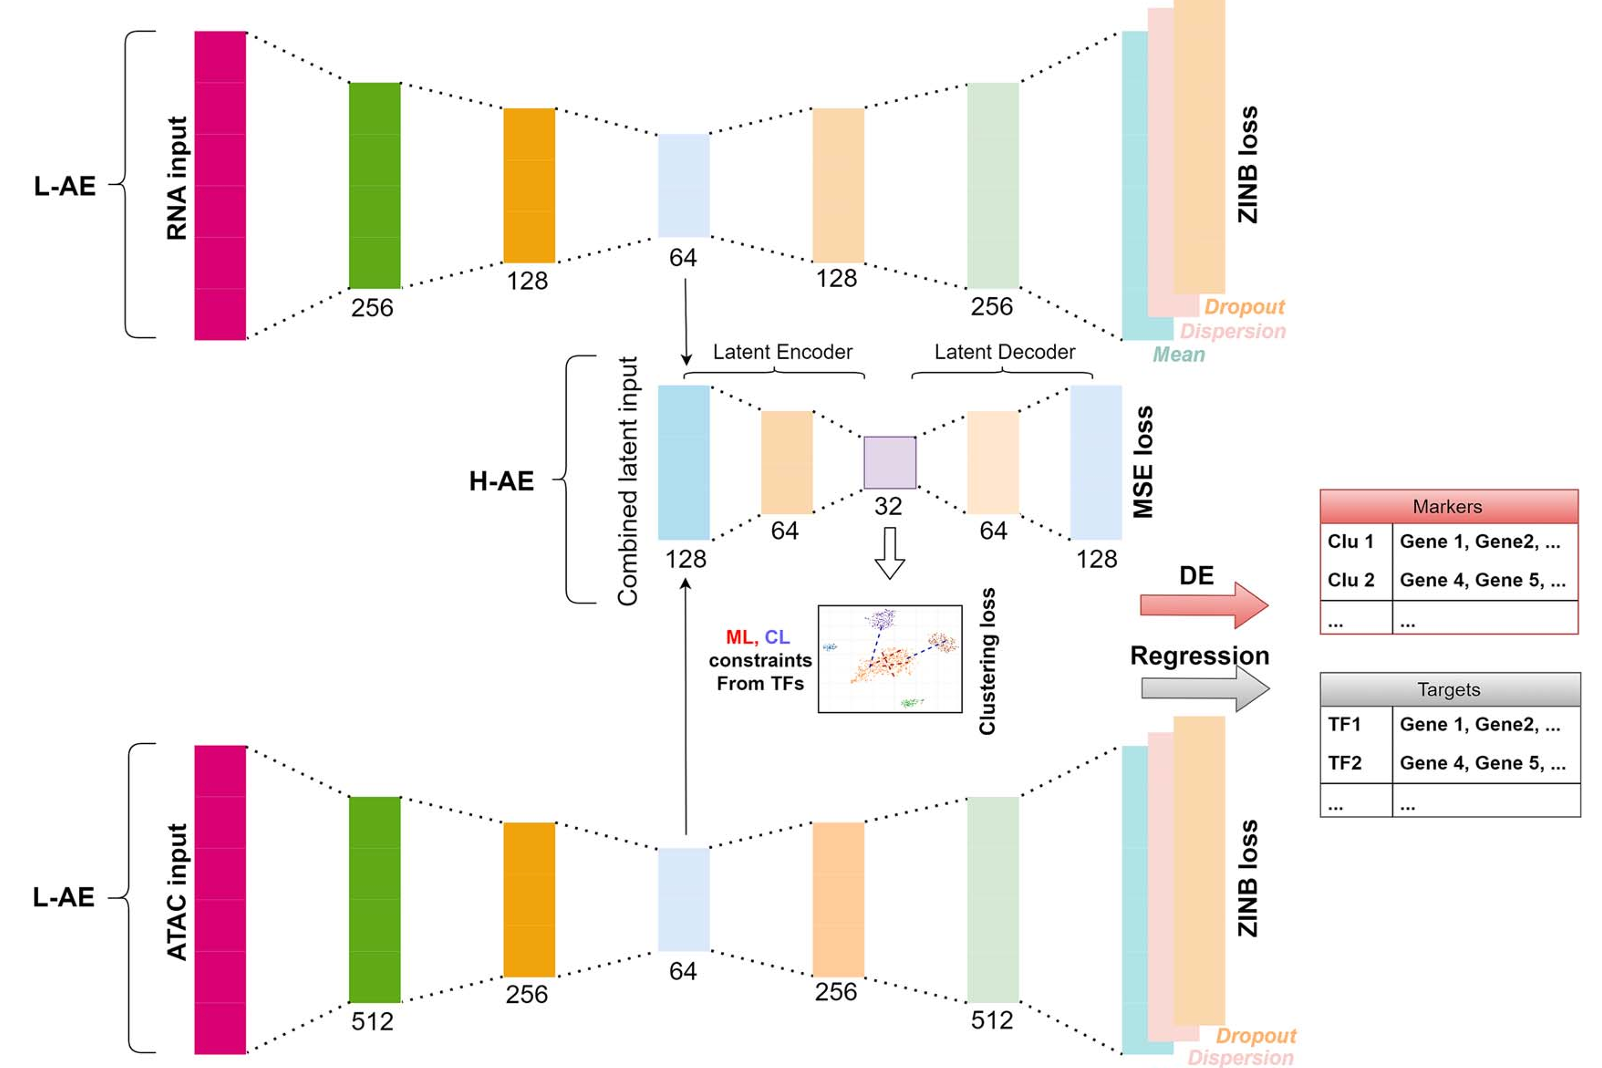 L-AE
RNA input
256
128
64
128
256
ZINB loss
Dropout
Dispersion
Mean
Latent Encoder
Latent Decoder
H-AE
Combined latent input
128
64
32
64
128
MSE loss
ML, CL
constraints
From TFs
Clustering loss
DE
Regression
Markers
Clu 1 Gene 1, Gene2, ...
Clu 2 Gene 4, Gene 5, ...
... ...
Targets
TF1 Gene 1, Gene2, ...
TF2 Gene 4, Gene 5, ...
... ...
L-AE
ATAC input
512
256
64
256
512
ZINB loss
Dropout
Dispersion